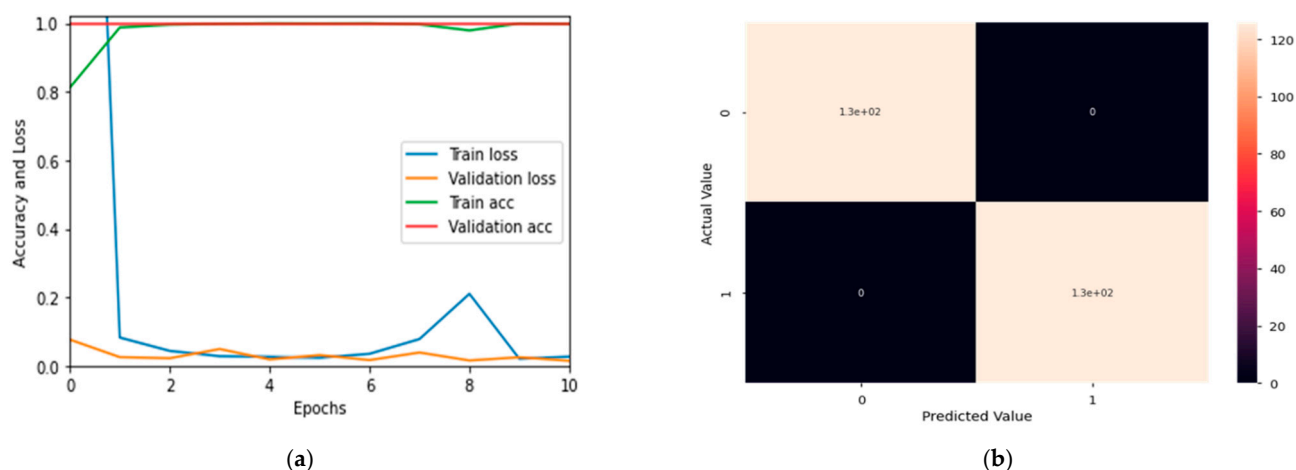 1.0
0.8
0.6
0.4
0.2
0.0
Accuracy and Loss
Train loss
Validation loss
Train acc
Validation acc
0 2 4 6 8 10
Epochs
(a)
Actual Value
0
1
1.3e+02 0
0 1.3e+02
0 1
Predicted Value
120
100
80
60
40
20
0
(b)